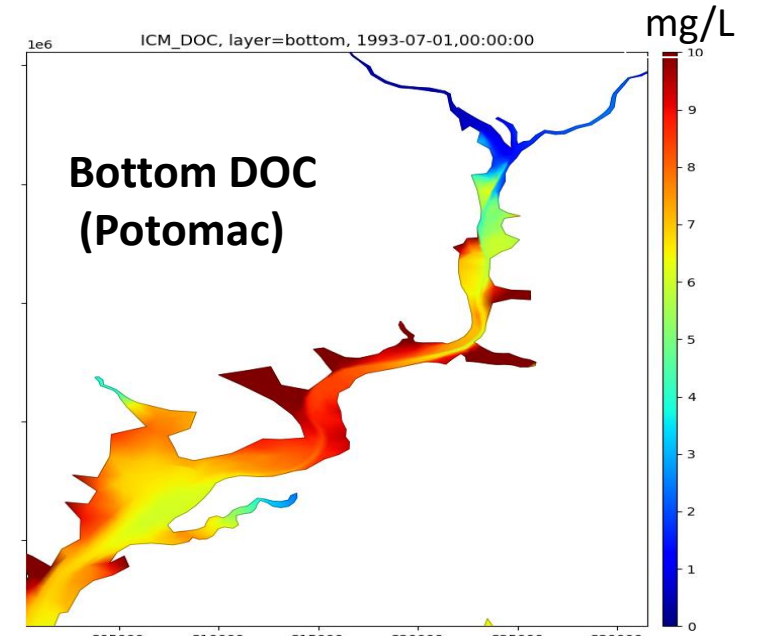 mg/L
1e6
ICM_DOC, layer=bottom, 1993-07-01,00:00:00
Bottom DOC
(Potomac)
10
9
8
7
6
5
4
3
2
1
0